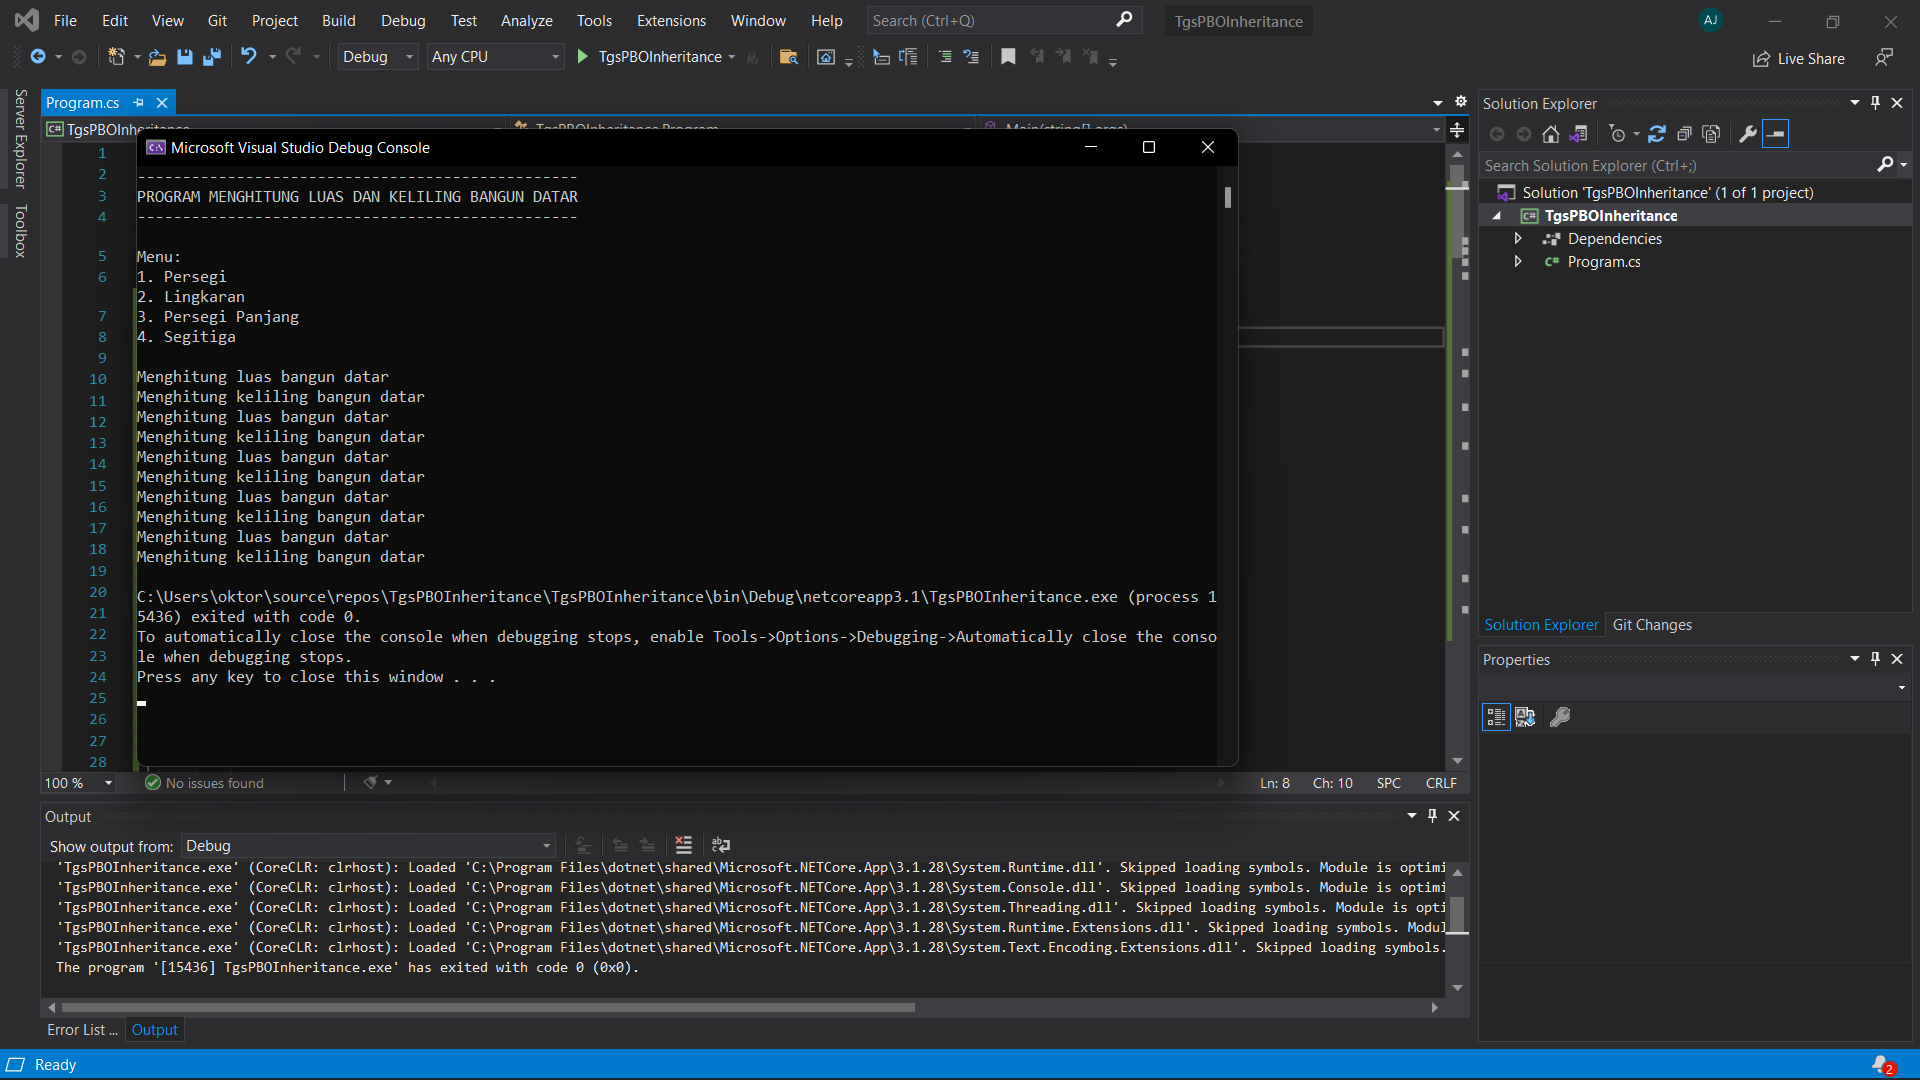 File Edit View Git Project Build Debug Test Analyze Tools Extensions Window Help Search (Ctrl+Q) TgsPBOInheritance AJ
Debug Any CPU TgsPBOInheritance Live Share
Server Explorer
Toolbox
Program.cs
TgsPBOInheritance TgsPBOInheritance.Program Main(string[] args)
1
2
3
4
5
6
7
8
9
10
11
12
13
14
15
16
17
18
19
20
21
22
23
24
25
26
27
28
Microsoft Visual Studio Debug Console
-------------------------------------------------
PROGRAM MENGHITUNG LUAS DAN KELILING BANGUN DATAR
-------------------------------------------------
Menu:
1. Persegi
2. Lingkaran
3. Persegi Panjang
4. Segitiga
Menghitung luas bangun datar
Menghitung keliling bangun datar
Menghitung luas bangun datar
Menghitung keliling bangun datar
Menghitung luas bangun datar
Menghitung keliling bangun datar
Menghitung luas bangun datar
Menghitung keliling bangun datar
Menghitung luas bangun datar
Menghitung keliling bangun datar
C:\Users\oktor\source\repos\TgsPBOInheritance\TgsPBOInheritance\bin\Debug\netcoreapp3.1\TgsPBOInheritance.exe (process 1
5436) exited with code 0.
To automatically close the console when debugging stops, enable Tools->Options->Debugging->Automatically close the conso
le when debugging stops.
Press any key to close this window . . .
100 % No issues found Ln: 8 Ch: 10 SPC CRLF
Output
Show output from: Debug
'TgsPBOInheritance.exe' (CoreCLR: clrhost): Loaded 'C:\Program Files\dotnet\shared\Microsoft.NETCore.App\3.1.28\System.Runtime.dll'. Skipped loading symbols. Module is optimi
'TgsPBOInheritance.exe' (CoreCLR: clrhost): Loaded 'C:\Program Files\dotnet\shared\Microsoft.NETCore.App\3.1.28\System.Console.dll'. Skipped loading symbols. Module is optimi
'TgsPBOInheritance.exe' (CoreCLR: clrhost): Loaded 'C:\Program Files\dotnet\shared\Microsoft.NETCore.App\3.1.28\System.Threading.dll'. Skipped loading symbols. Module is opti
'TgsPBOInheritance.exe' (CoreCLR: clrhost): Loaded 'C:\Program Files\dotnet\shared\Microsoft.NETCore.App\3.1.28\System.Runtime.Extensions.dll'. Skipped loading symbols. Modul
'TgsPBOInheritance.exe' (CoreCLR: clrhost): Loaded 'C:\Program Files\dotnet\shared\Microsoft.NETCore.App\3.1.28\System.Text.Encoding.Extensions.dll'. Skipped loading symbols.
The program '[15436] TgsPBOInheritance.exe' has exited with code 0 (0x0).
Error List ... Output
Solution Explorer
Search Solution Explorer (Ctrl+;)
Solution 'TgsPBOInheritance' (1 of 1 project)
C# TgsPBOInheritance
Dependencies
C# Program.cs
Solution Explorer Git Changes
Properties
Ready 2